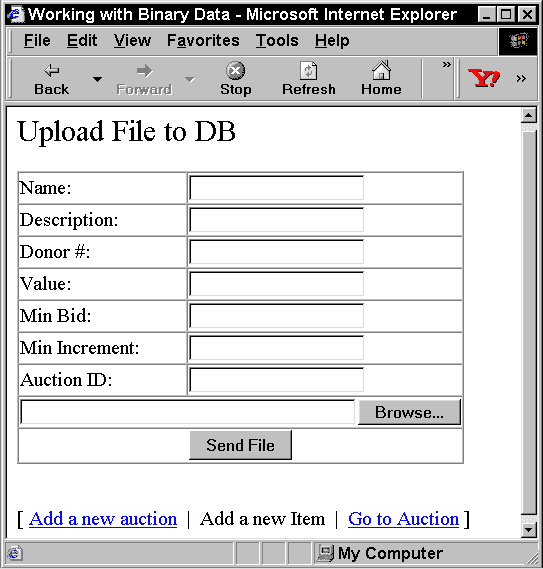 Working with Binary Data - Microsoft Internet Explorer
File Edit View Favorites Tools Help
Back Forward Stop Refresh Home » Y! »
Upload File to DB
Name:
Description:
Donor #:
Value:
Min Bid:
Min Increment:
Auction ID:
Browse...
Send File
[ Add a new auction | Add a new Item | Go to Auction ]
My Computer